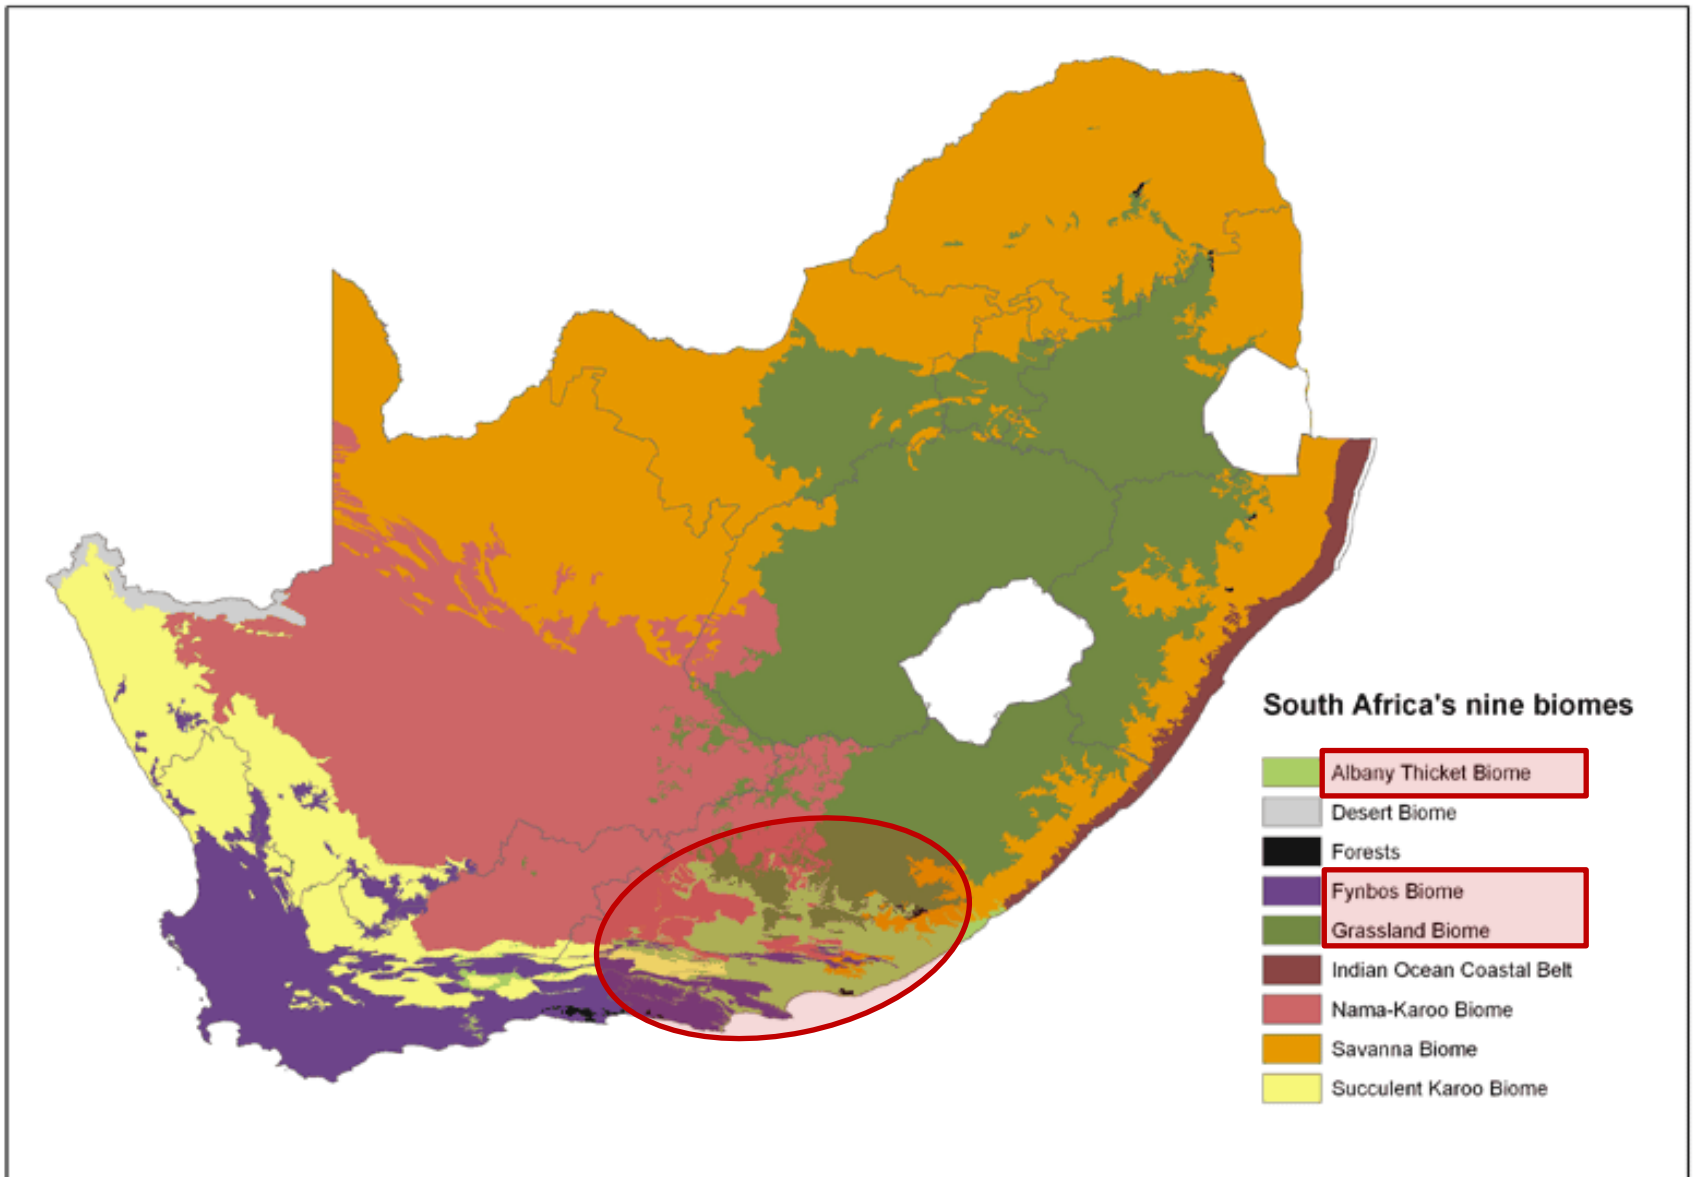 South Africa's nine biomes
Albany Thicket Biome
Desert Biome
Forests
Fynbos Biome
Grassland Biome
Indian Ocean Coastal Belt
Nama-Karoo Biome
Savanna Biome
Succulent Karoo Biome